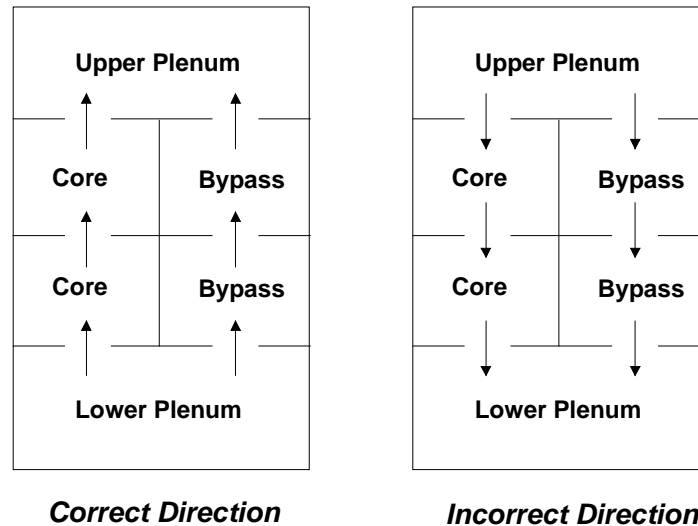 Upper Plenum
Core Bypass
Core Bypass
Lower Plenum
Correct Direction
Upper Plenum
Core Bypass
Core Bypass
Lower Plenum
Incorrect Direction